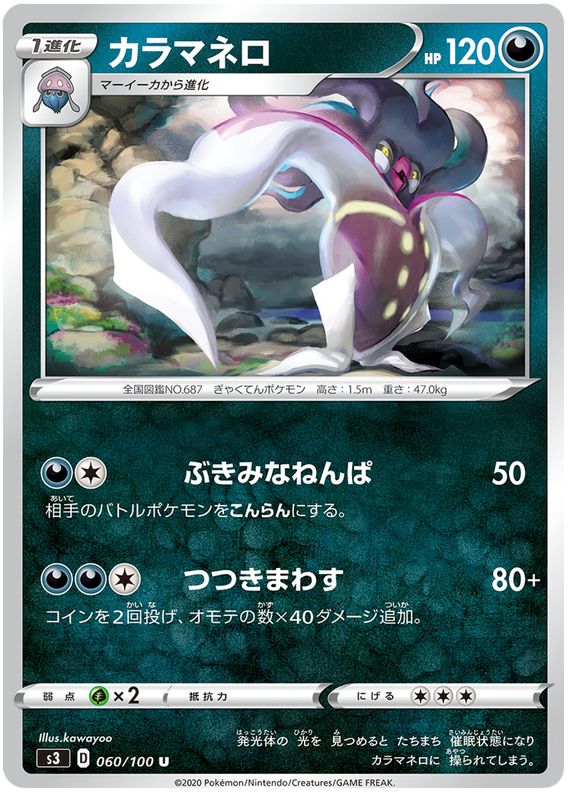 1進化
カラマネロ
HP 120
マーイーカから進化
全国図鑑NO.687 ぎゃくてんポケモン 高さ:1.5m 重さ:47.0kg
ぶきみなねんぱ 50
相手のバトルポケモンをこんらんにする。
つつきまわす 80+
コインを2回投げ、オモテの数×40ダメージ追加。
弱点 ×2 抵抗力 にげる
Illus.kawayoo
s3 D 060/100 U
発光体の 光を 見つめると たちまち 催眠状態になり
カラマネロに 操られてしまう。
©2020 Pokémon/Nintendo/Creatures/GAME FREAK.